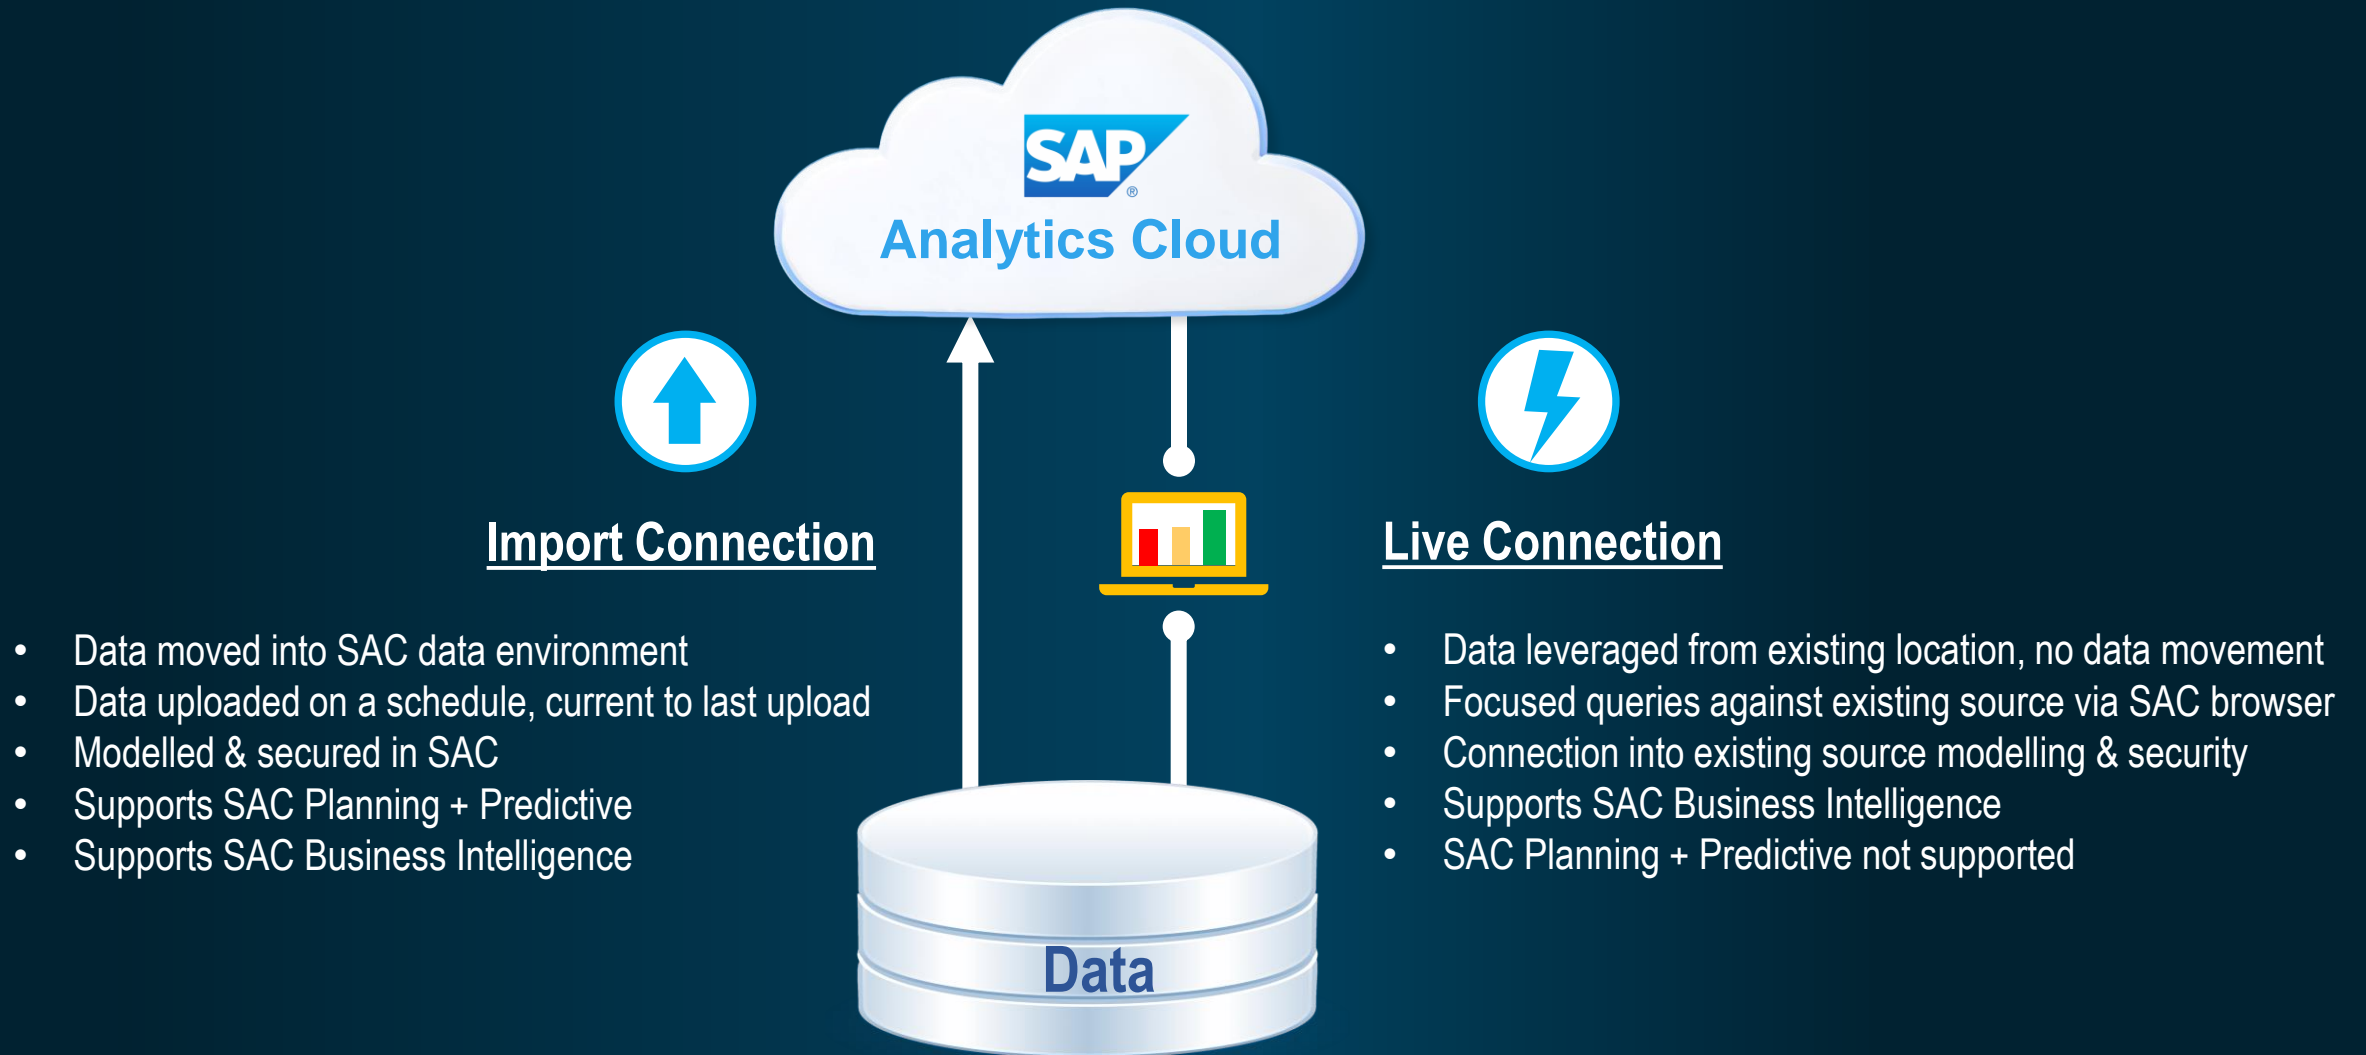 SAP®
Analytics Cloud
Import Connection
• Data moved into SAC data environment
• Data uploaded on a schedule, current to last upload
• Modelled & secured in SAC
• Supports SAC Planning + Predictive
• Supports SAC Business Intelligence
Live Connection
• Data leveraged from existing location, no data movement
• Focused queries against existing source via SAC browser
• Connection into existing source modelling & security
• Supports SAC Business Intelligence
• SAC Planning + Predictive not supported
Data